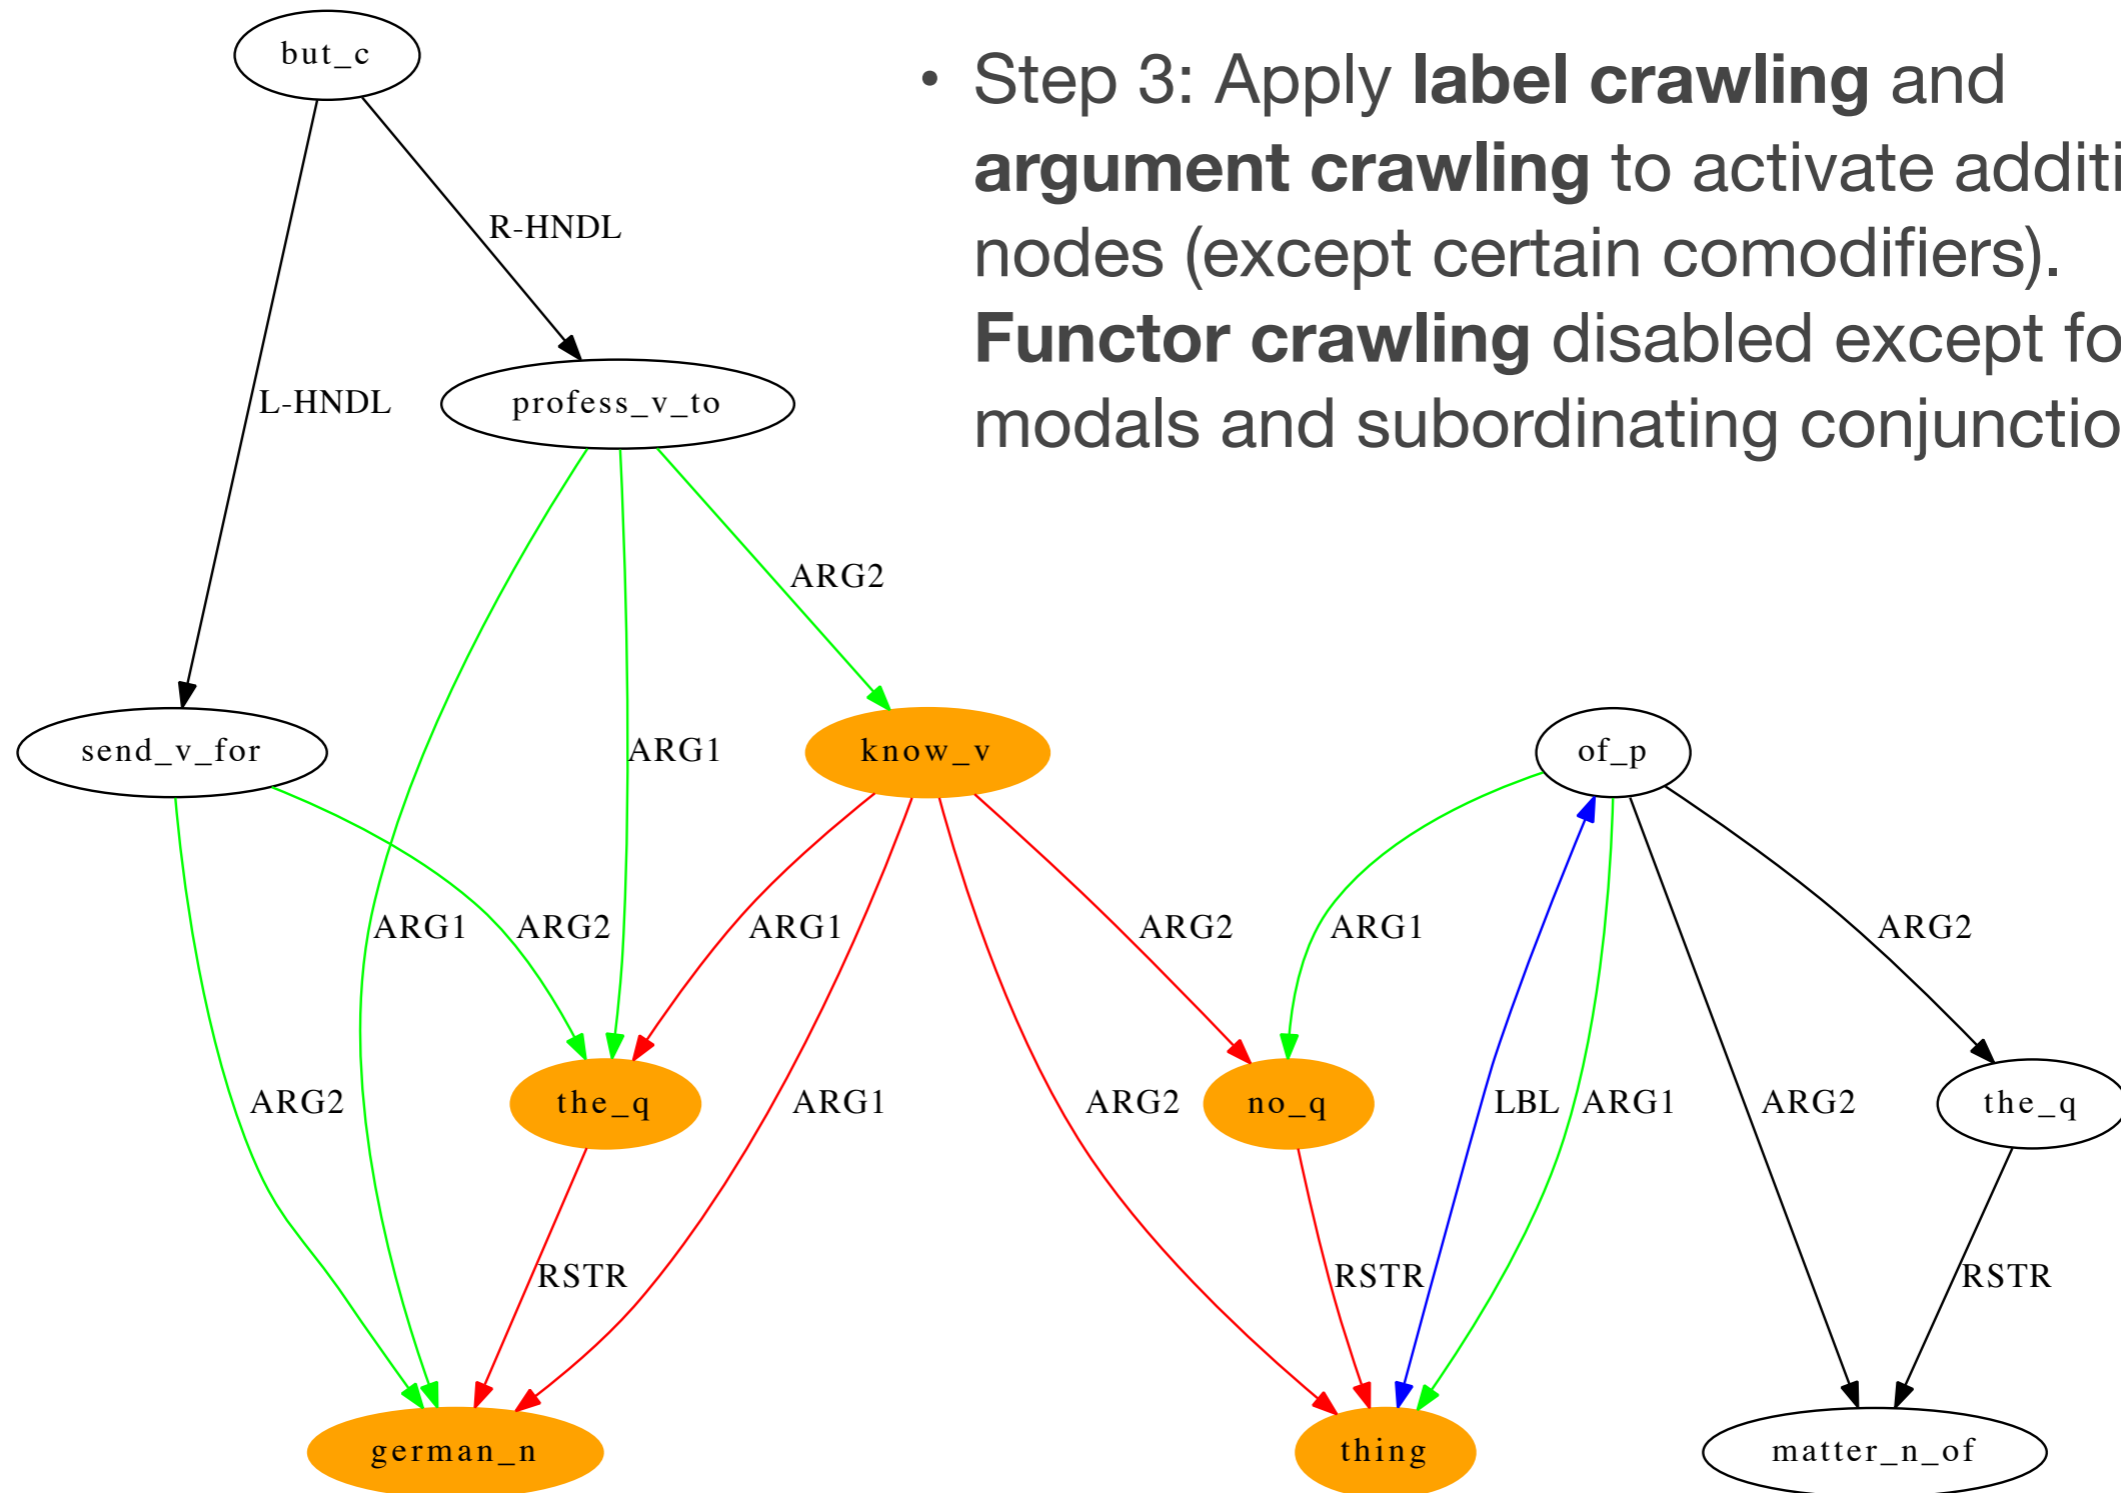 but_c
• Step 3: Apply label crawling and
argument crawling to activate additi
nodes (except certain comodifiers).
Functor crawling disabled except fo
modals and subordinating conjunctio
R-HNDL
L-HNDL
profess_v_to
ARG2
send_v_for
ARG1
know_v
of_p
ARG1
ARG2
ARG1
ARG2
ARG1
ARG2
ARG2
the_q
ARG1
ARG2
no_q
LBL
ARG1
ARG2
the_q
RSTR
RSTR
RSTR
german_n
thing
matter_n_of